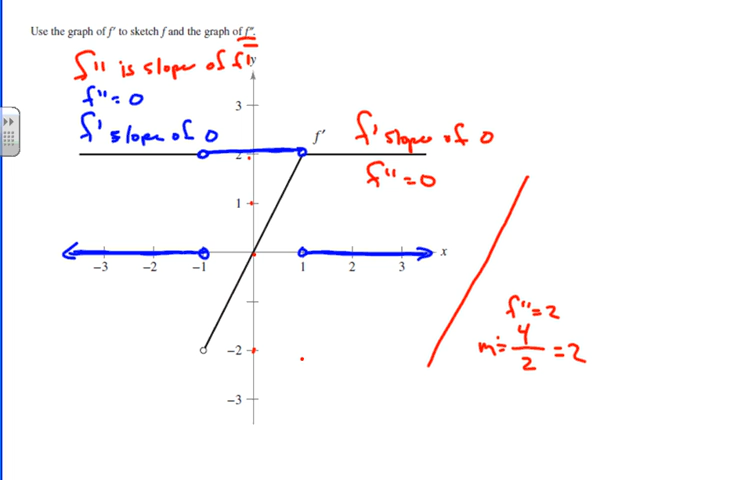 Use the graph of f' to sketch f and the graph of f".
f" is slope of f'
y
f" = 0
3
f' slope of 0
f'
f' slope of 0
2
f" = 0
1
x
-3 -2 -1 1 2 3
f" = 2
m = 4/2 = 2
-2
-3